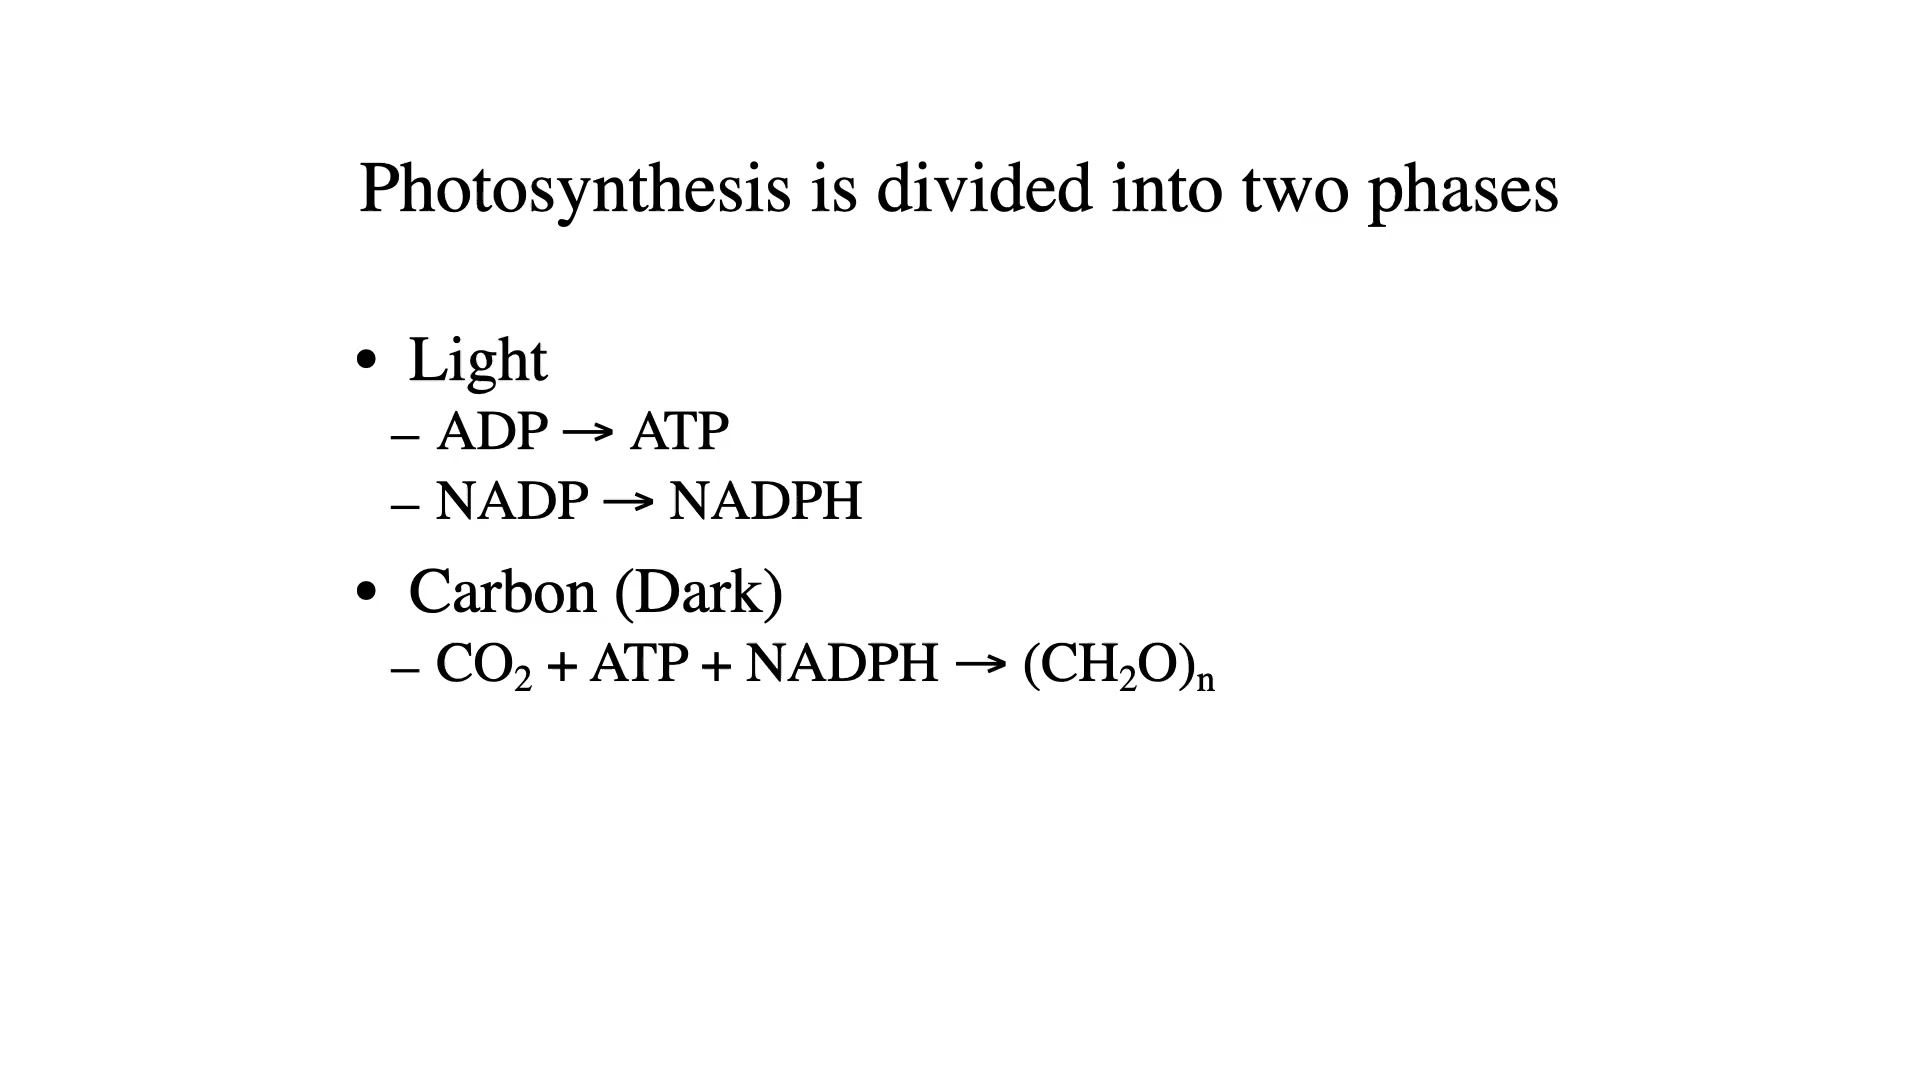 Photosynthesis is divided into two phases
• Light
– ADP → ATP
– NADP → NADPH
• Carbon (Dark)
– CO₂ + ATP + NADPH → (CH₂O)ₙ